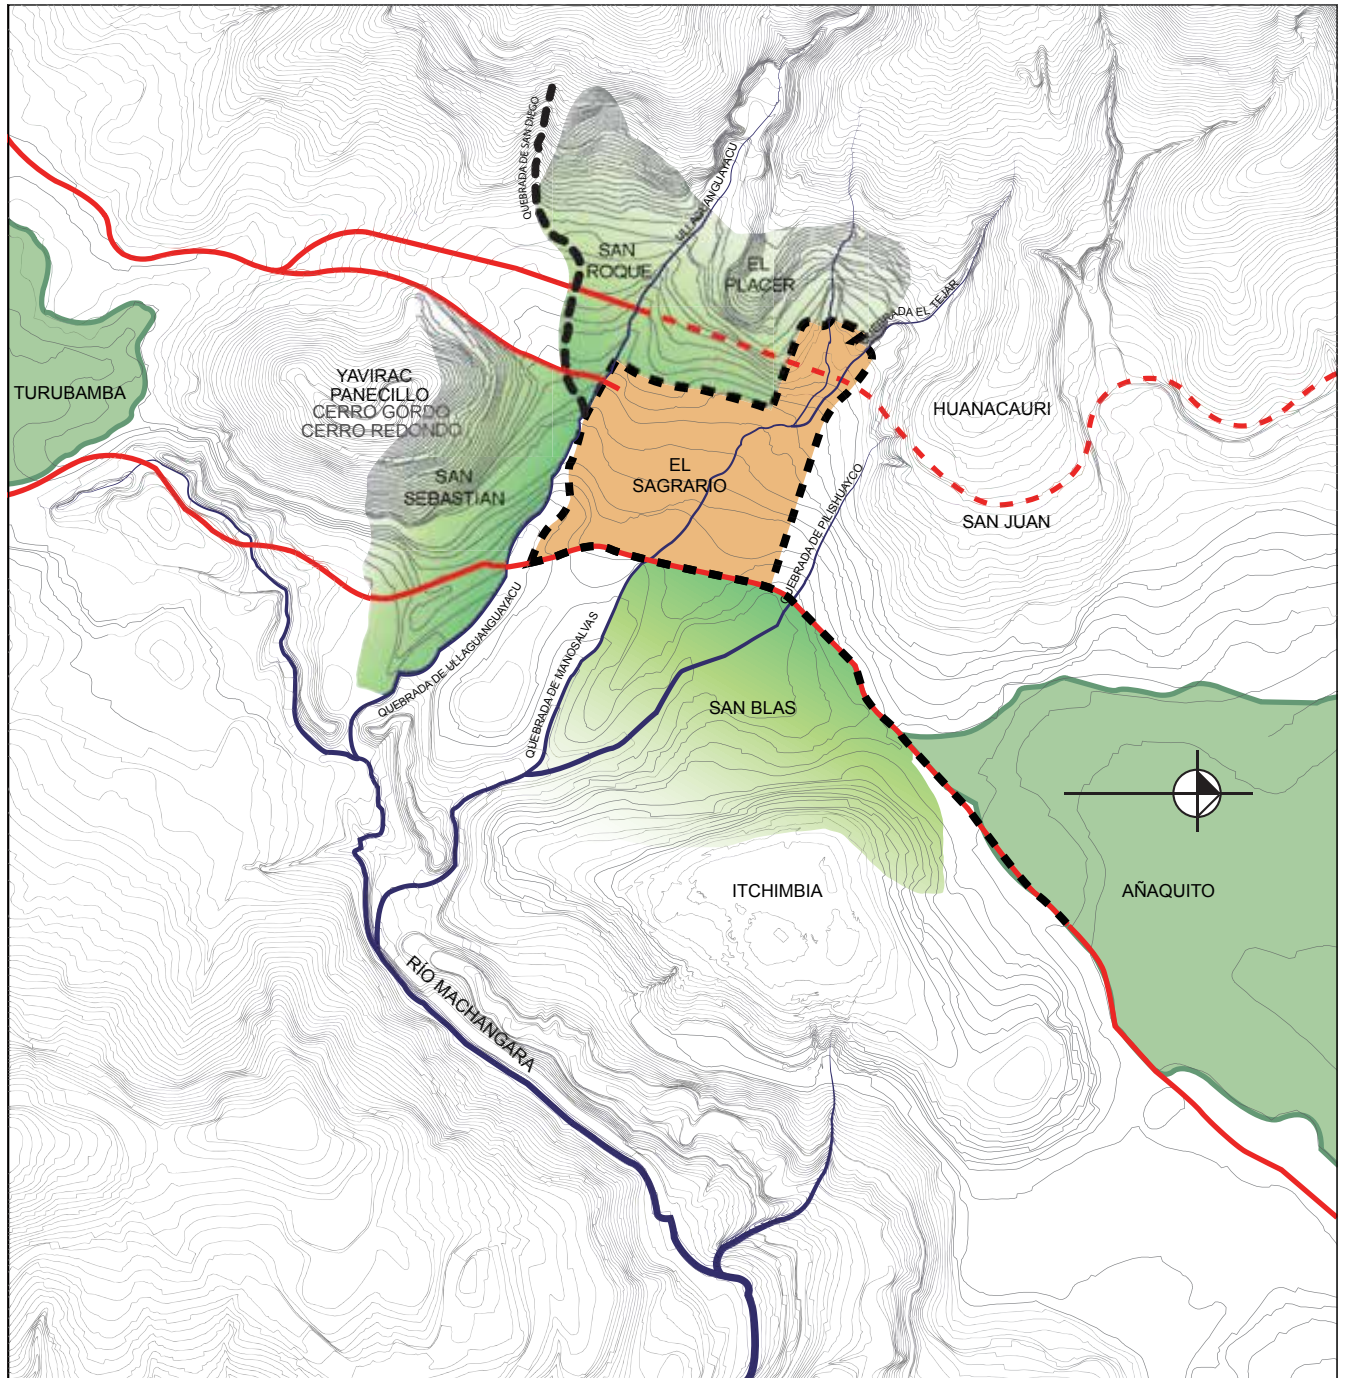 QUEBRADA DE SAN DIEGO
ULLAGUANGUAYACU
SAN
ROQUE
EL
PLACER
QUEBRADA EL TEJAR
TURUBAMBA
YAVIRAC
PANECILLO
CERRO GORDO
CERRO REDONDO
HUANACAURI
SAN
SEBASTIAN
EL
SAGRARIO
SAN JUAN
QUEBRADA DE PILISHUAYCO
QUEBRADA DE ULLAGUANGUAYACU
QUEBRADA DE MANOSALVAS
SAN BLAS
ITCHIMBIA
AÑAQUITO
RÍO MACHANGARA